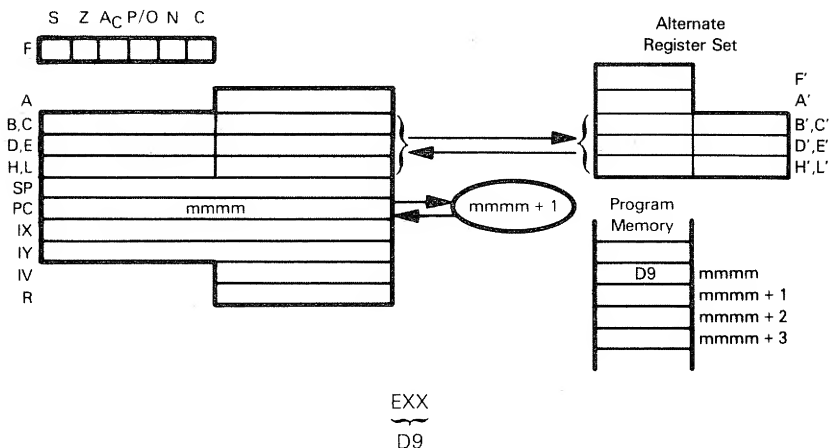 S Z AC P/O N C
F
A
B,C
D,E
H,L
SP
PC mmmm
IX
IY
IV
R
mmmm + 1
Alternate
Register Set
F'
A'
B',C'
D',E'
H',L'
Program
Memory
D9 mmmm
mmmm + 1
mmmm + 2
mmmm + 3
EXX
D9